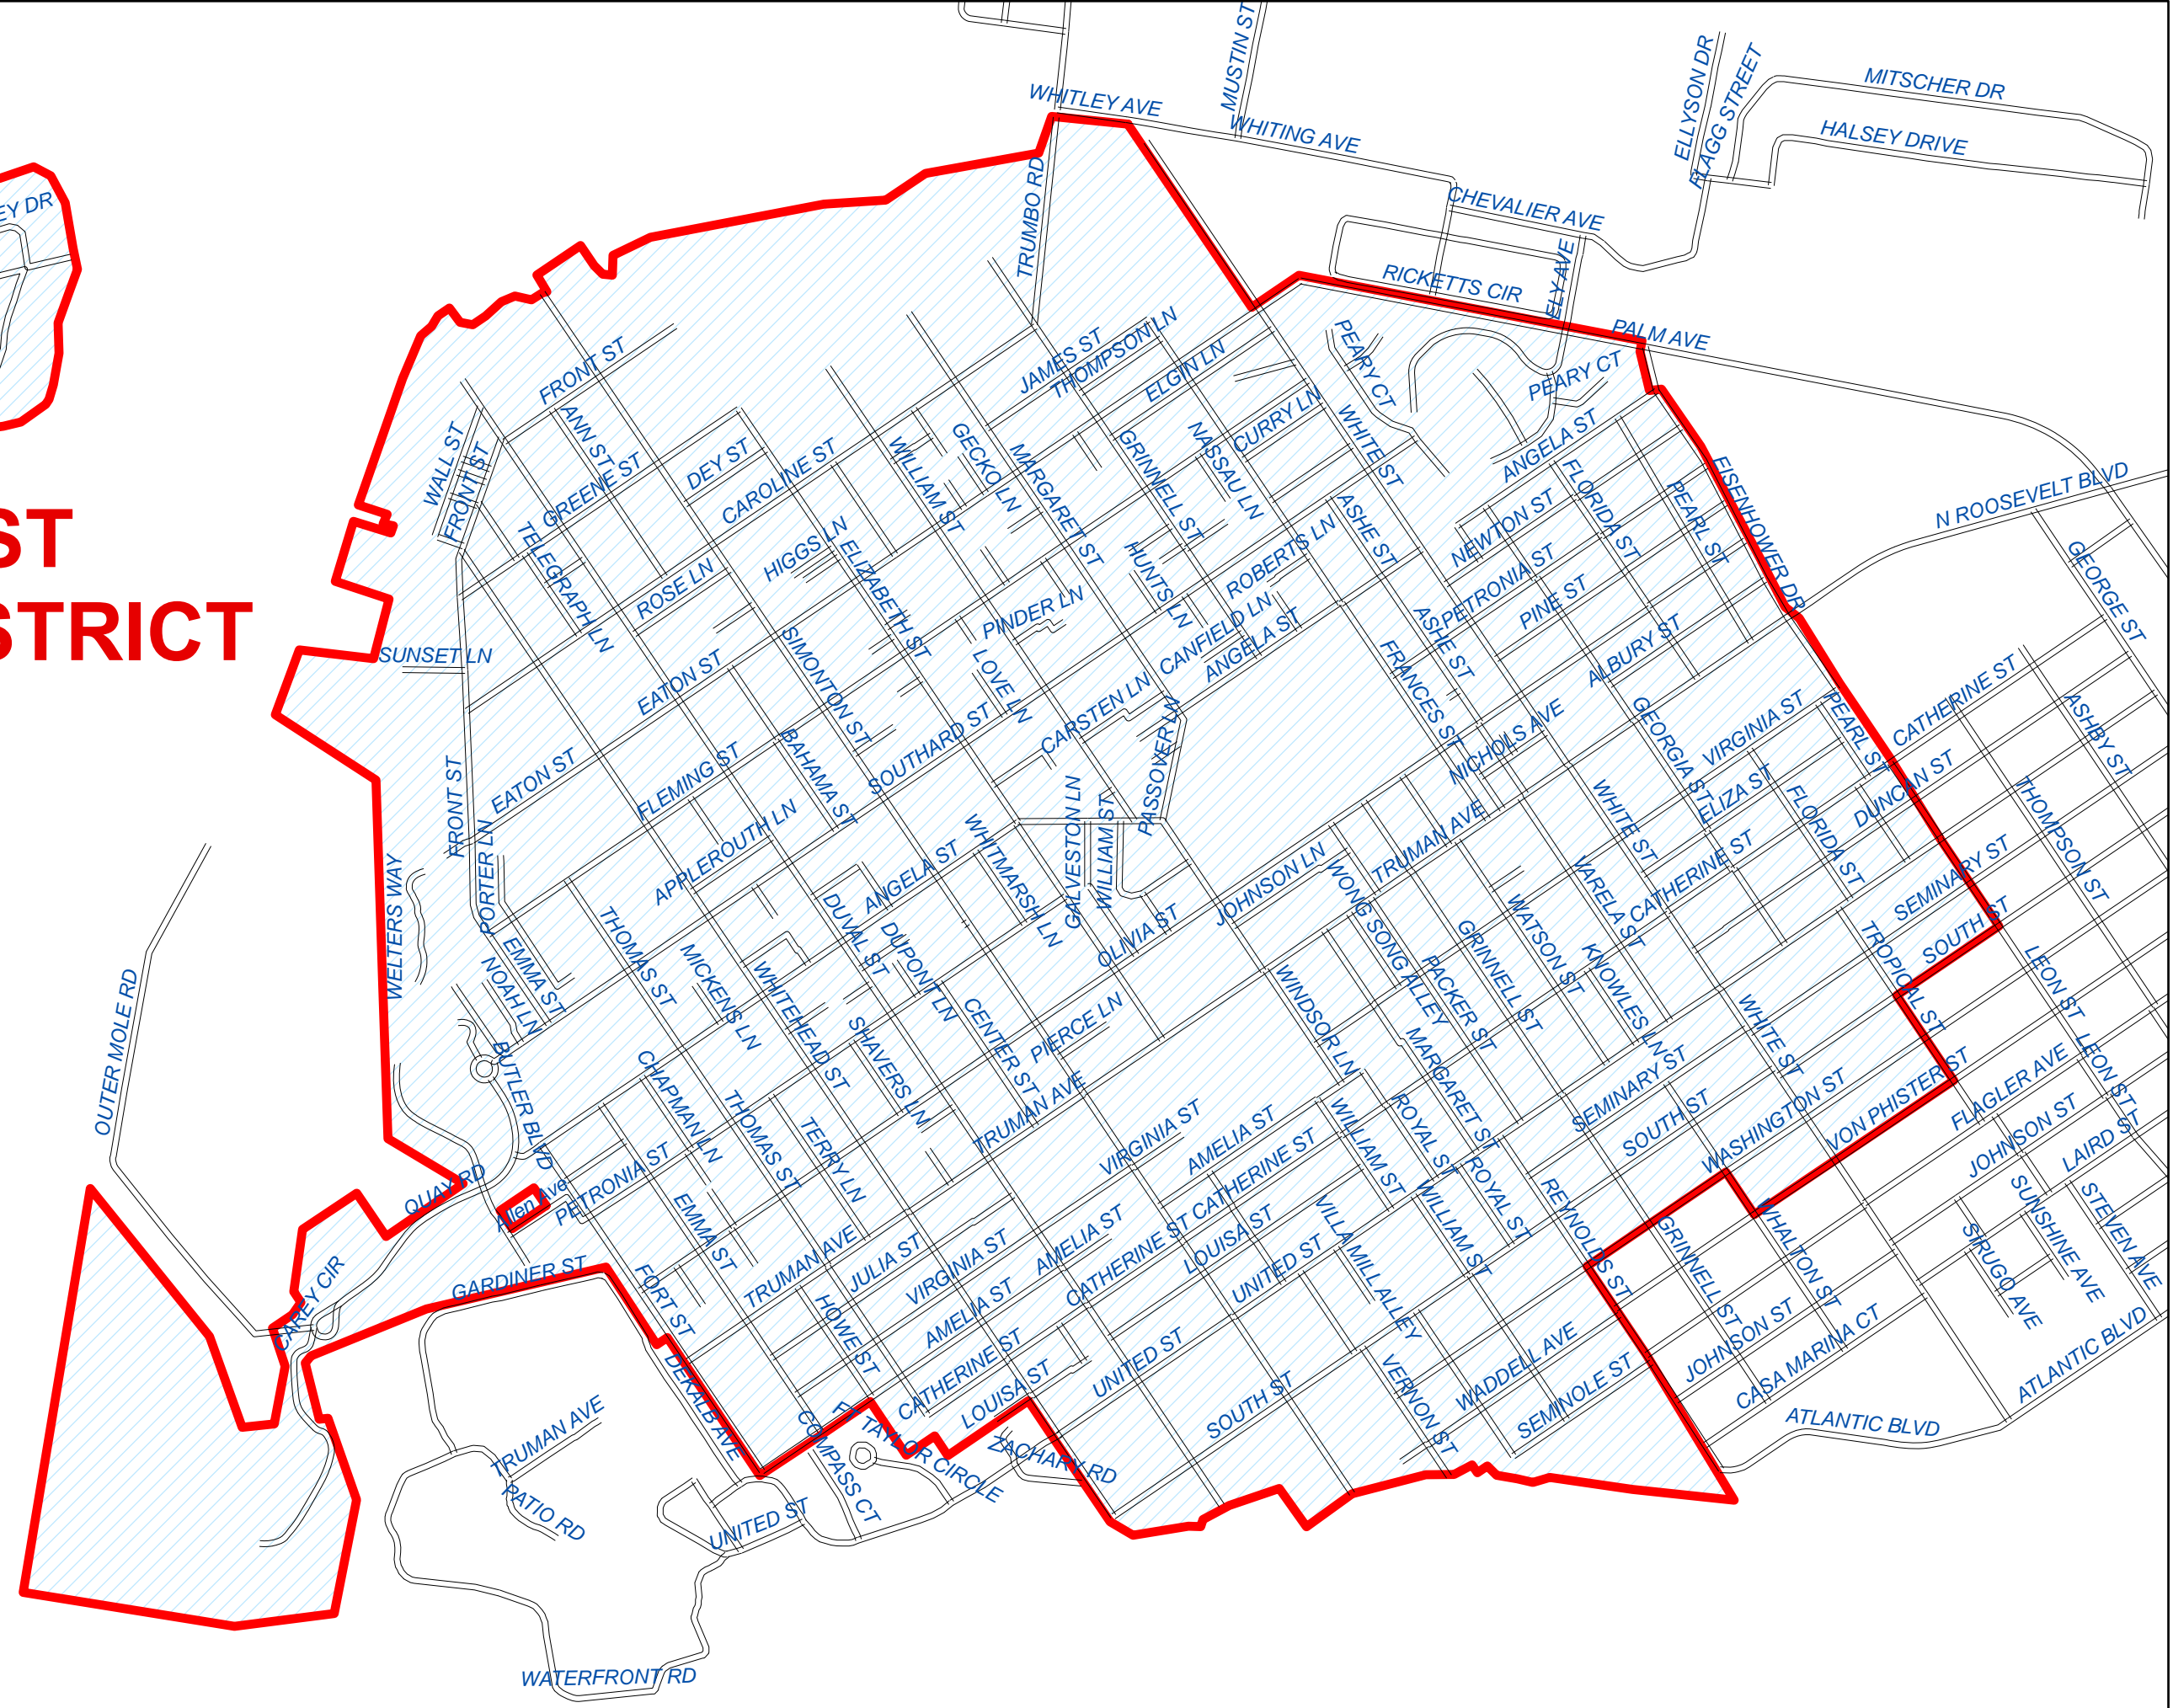 EY DR
ST
STRICT
WHITLEY AVE
MUSTIN ST
WHITING AVE
ELLYSON DR
FLAGG STREET
MITSCHER DR
HALSEY DRIVE
CHEVALIER AVE
RICKETTS CIR
ELY AVE
PALM AVE
TRUMBO RD
PEARY CT
PEARY CT
JAMES ST
THOMPSON LN
ELGIN LN
FRONT ST
ANN ST
WALL ST
FRONT ST
GREENE ST
DEY ST
CAROLINE ST
WILLIAM ST
GECKO LN
MARGARET ST
GRINNELL ST
NASSAU LN
CURRY LN
WHITE ST
ANGELA ST
FLORIDA ST
PEARL ST
EISENHOWER DR
N ROOSEVELT BLVD
GEORGE ST
TELEGRAPH LN
ROSE LN
HIGGS LN
ELIZABETH ST
HUNTS LN
ROBERTS LN
ASHE ST
NEWTON ST
PETRONIA ST
PINE ST
ALBURY ST
PINDER LN
CANFIELD LN
ANGELA ST
ASHE ST
FRANCES ST
SUNSET LN
EATON ST
SIMONTON ST
LOVE LN
CARSTEN LN
PASSOVER LN
NICHOLS AVE
GEORGIA ST
VIRGINIA ST
PEARL ST
CATHERINE ST
ASHBY ST
EATON ST
FLEMING ST
BAHAMA ST
SOUTHARD ST
FRONT ST
PORTER LN
APPLEROUTH LN
WHITMARSH LN
GALVESTON LN
WILLIAM ST
TRUMAN AVE
WHITE ST
ELIZA ST
FLORIDA ST
DUNCAN ST
THOMPSON ST
WELTERS WAY
EMMA ST
NOAH LN
THOMAS ST
MICKENS LN
WHITEHEAD ST
DUVAL ST
ANGELA ST
DUPONT LN
OLIVIA ST
JOHNSON LN
WONG SONG ALLEY
PACKER ST
GRINNELL ST
WATSON ST
VARELA ST
KNOWLES LN
CATHERINE ST
SEMINARY ST
SOUTH ST
TROPICAL ST
LEON ST
LEON ST
OUTER MOLE RD
BUTLER BLVD
CHAPMAN LN
THOMAS ST
SHAVERS LN
TERRY LN
CENTER ST
PIERCE LN
TRUMAN AVE
WINDSOR LN
MARGARET ST
ROYAL ST
WILLIAM ST
SEMINARY ST
SOUTH ST
WHITE ST
WASHINGTON ST
VON PHISTER ST
FLAGLER AVE
JOHNSON ST
LAIRD ST
QUAY RD
Allen Ave
PETRONIA ST
EMMA ST
VIRGINIA ST
AMELIA ST
CATHERINE ST
ROYAL ST
REYNOLDS ST
GRINNELL ST
WHALTON ST
SIRUGO AVE
SUNSHINE AVE
STEVEN AVE
CAREY CIR
GARDINER ST
FORT ST
TRUMAN AVE
JULIA ST
VIRGINIA ST
AMELIA ST
AMELIA ST
HOWE ST
CATHERINE ST
LOUISA ST
UNITED ST
VILLA MILL ALLEY
WILLIAM ST
DEKALB AVE
CATHERINE ST
LOUISA ST
UNITED ST
SOUTH ST
VERNON ST
WADDELL AVE
SEMINOLE ST
JOHNSON ST
CASA MARINA CT
ATLANTIC BLVD
ATLANTIC BLVD
TRUMAN AVE
PATIO RD
COMPASS CT
FT TAYLOR CIRCLE
ZACHARY RD
UNITED ST
WATERFRONT RD